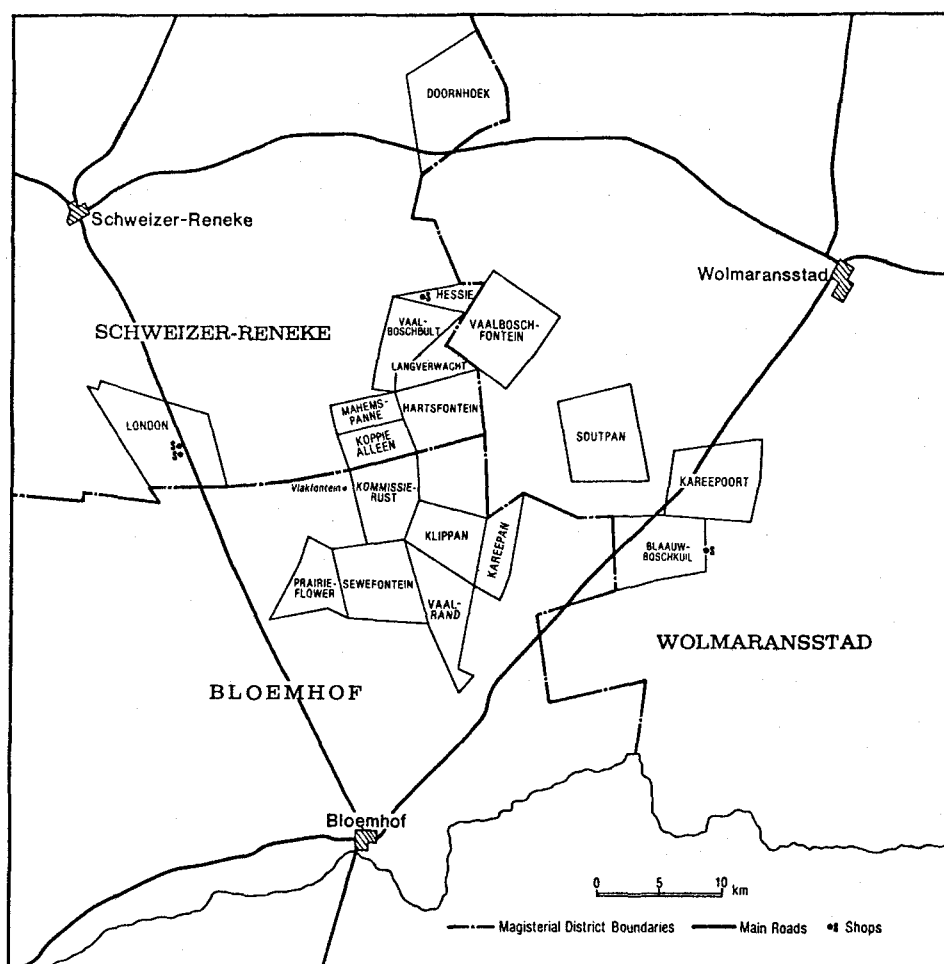 DOORNHOEK
Schweizer-Reneke
Wolmaransstad
S HESSIE
VAAL-
BOSCHBULT
VAALBOSCH-
FONTEIN
SCHWEIZER-RENEKE
LANGVERWACHT
MAHEMS-
PANNE
HARTSFONTEIN
LONDON
S
S
KOPPIE
ALLEEN
SOUTPAN
KAREEPOORT
Vlakfontein
KOMMISSIE-
RUST
KLIPPAN
KAREEPAN
BLAAUW-
BOSCHKUIL
S
PRAIRIE-
FLOWER
SEWEFONTEIN
VAAL-
RAND
WOLMARANSSTAD
BLOEMHOF
Bloemhof
0 5 10
km
Magisterial District Boundaries Main Roads S Shops